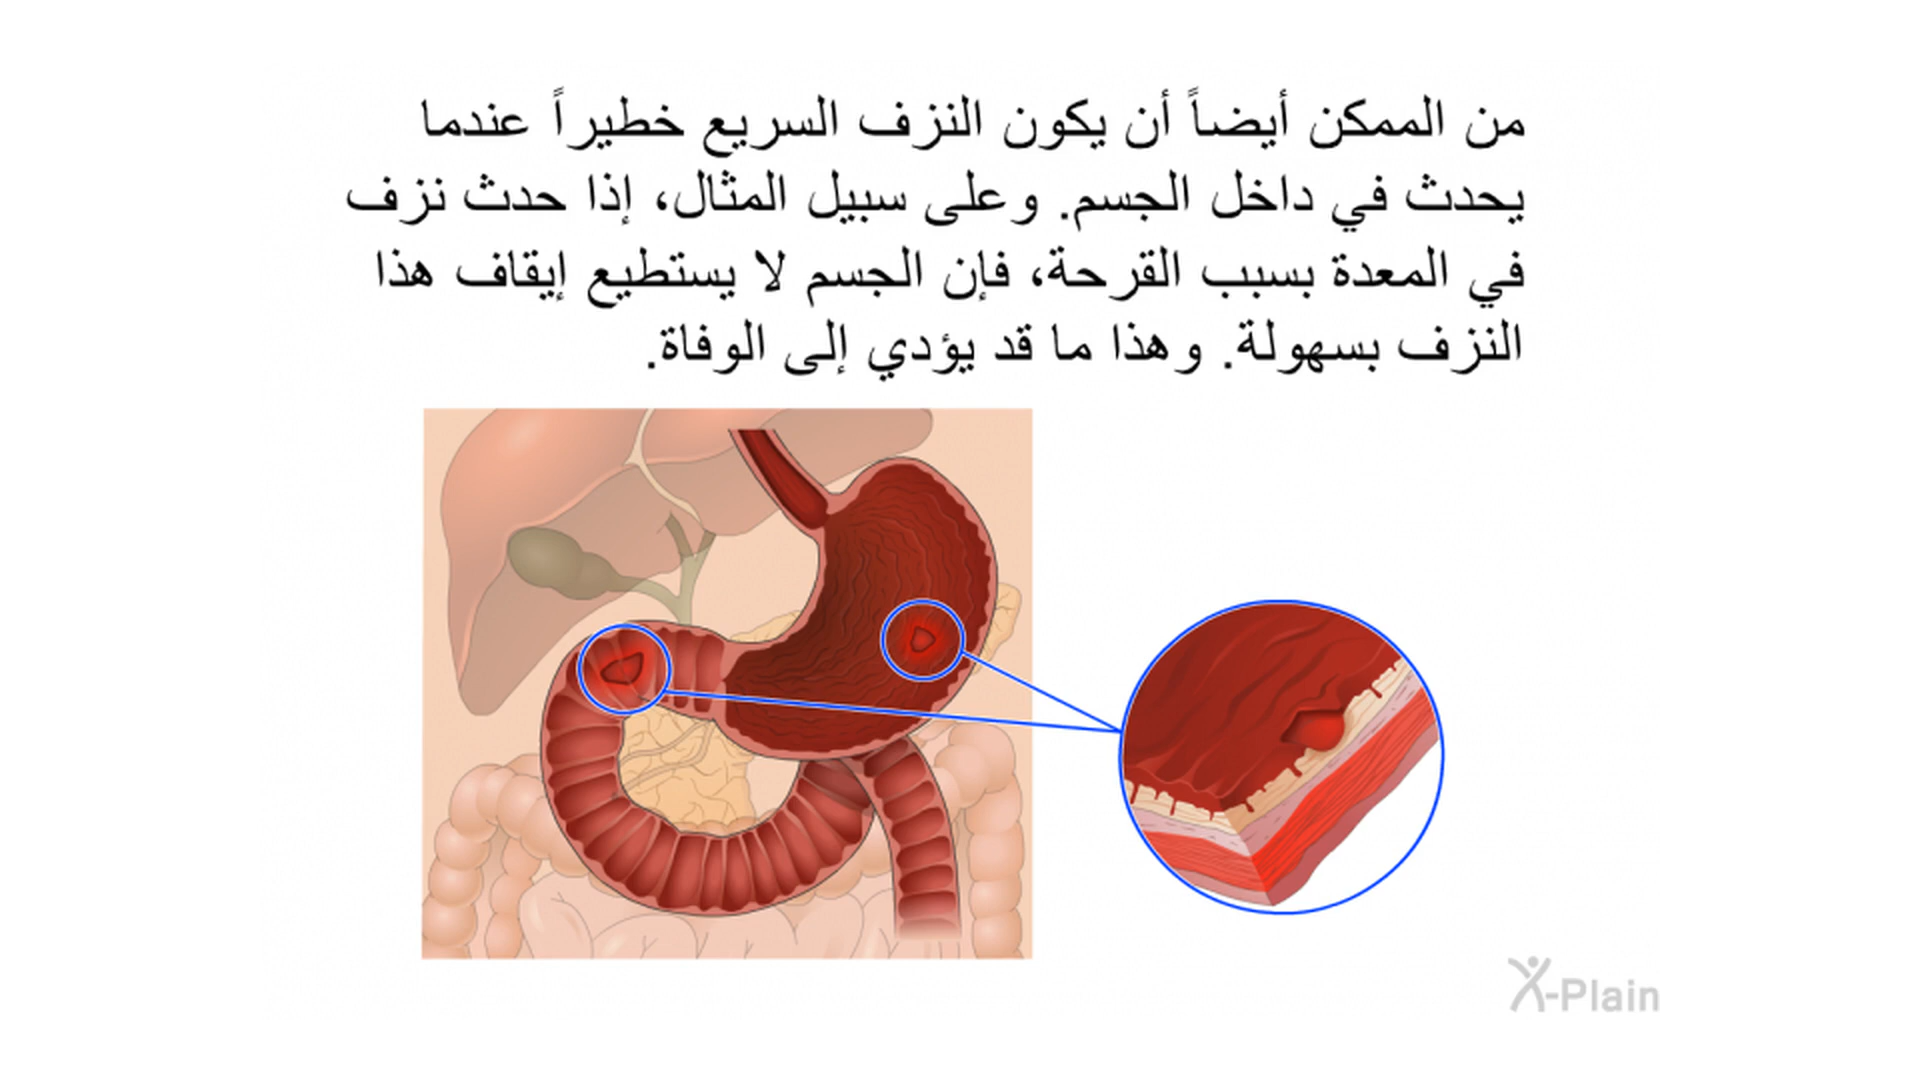 من الممكن أيضاً أن يكون النزف السريع خطيراً عندما
يحدث في داخل الجسم. وعلى سبيل المثال، إذا حدث نزف
في المعدة بسبب القرحة، فإن الجسم لا يستطيع إيقاف هذا
النزف بسهولة. وهذا ما قد يؤدي إلى الوفاة.
X-Plain